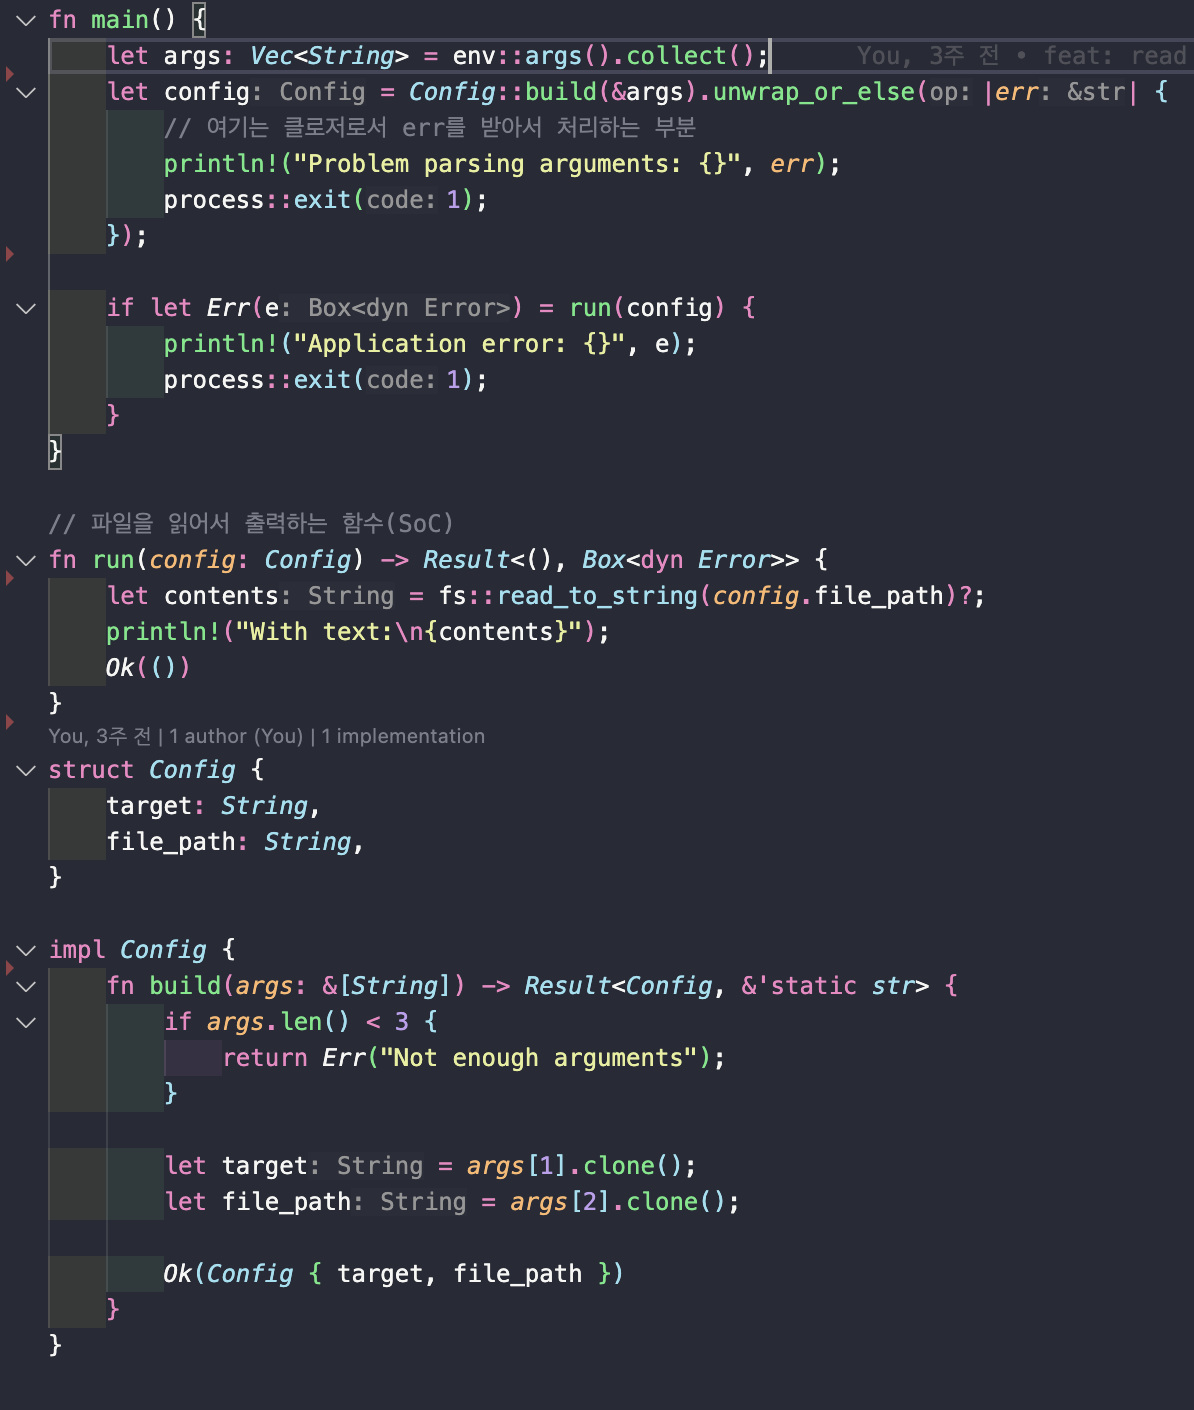 fn main() {
let args: Vec<String> = env::args().collect(); You, 3주 전 • feat: read
let config: Config = Config::build(&args).unwrap_or_else(op: |err: &str| {
// 여기는 클로저로서 err를 받아서 처리하는 부분
println!("Problem parsing arguments: {}", err);
process::exit(code: 1);
});
if let Err(e: Box<dyn Error>) = run(config) {
println!("Application error: {}", e);
process::exit(code: 1);
}
}
// 파일을 읽어서 출력하는 함수(SoC)
fn run(config: Config) -> Result<(), Box<dyn Error>> {
let contents: String = fs::read_to_string(config.file_path)?;
println!("With text:\n{contents}");
Ok(())
}
You, 3주 전 | 1 author (You) | 1 implementation
struct Config {
target: String,
file_path: String,
}
impl Config {
fn build(args: &[String]) -> Result<Config, &'static str> {
if args.len() < 3 {
return Err("Not enough arguments");
}
let target: String = args[1].clone();
let file_path: String = args[2].clone();
Ok(Config { target, file_path })
}
}